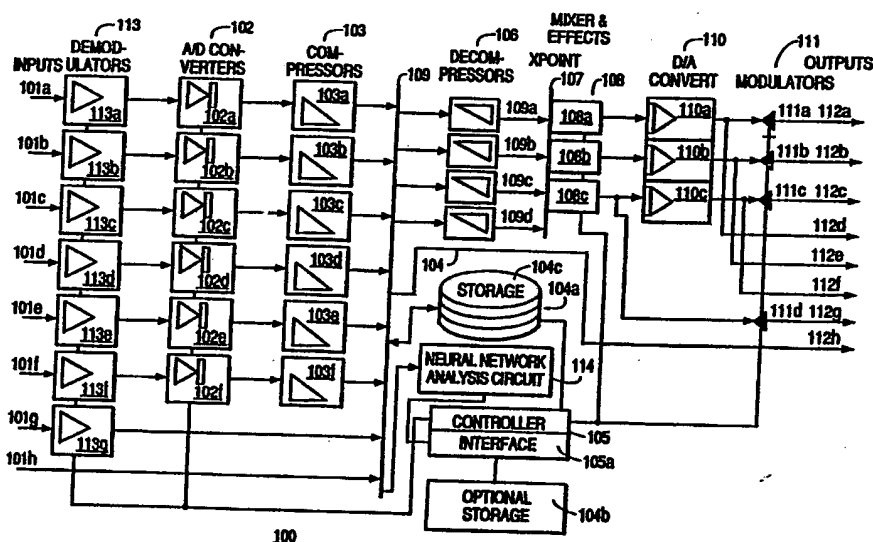 113
102
103
MIXER &
EFFECTS
DEMOD-
ULATORS
A/D CON-
VERTERS
COM-
PRESSORS
106
DECOM-
PRESSORS
XPOINT
110
D/A
CONVERT
111
MODULATORS
INPUTS
OUTPUTS
109
107
108
101a
113a
102a
103a
109a
108a
110a
111a
112a
101b
113b
102b
103b
109b
108b
110b
111b
112b
101c
113c
102c
103c
109c
108c
110c
111c
112c
109d
112d
101d
113d
102d
103d
104
104c
112e
STORAGE
104a
112f
101e
113e
102e
103e
111d
112g
112h
101f
113f
102f
103f
NEURAL NETWORK
ANALYSIS CIRCUIT
114
101g
113g
CONTROLLER
105
INTERFACE
105a
101h
OPTIONAL
STORAGE
104b
100